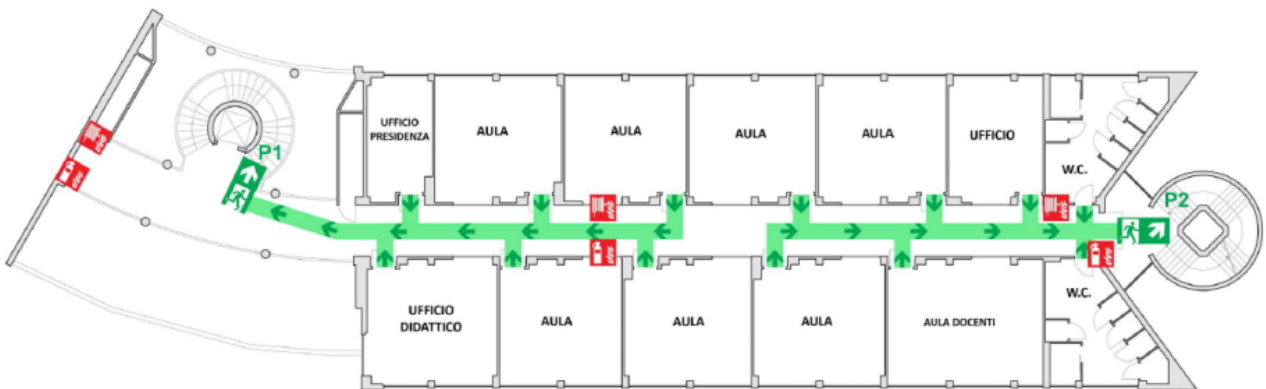 P1
UFFICIO
PRESIDENZA
AULA
AULA
AULA
AULA
UFFICIO
W.C.
P2
UFFICIO
DIDATTICO
AULA
AULA
AULA
AULA DOCENTI
W.C.